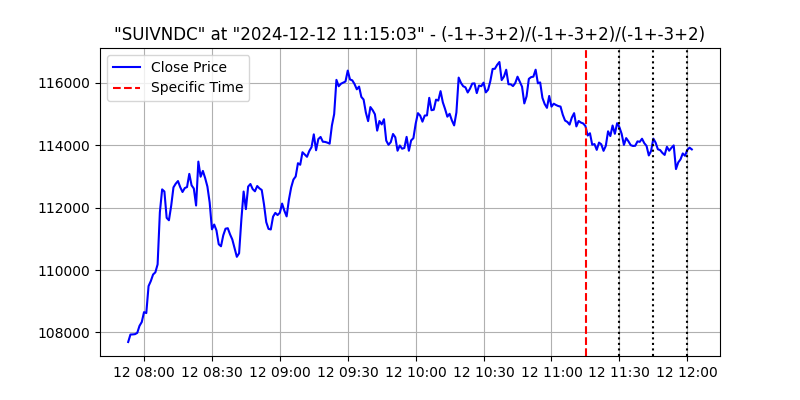 "SUIVNDC" at "2024-12-12 11:15:03" - (-1+-3+2)/(-1+-3+2)/(-1+-3+2)
Close Price
Specific Time
116000
114000
112000
110000
108000
12 08:00 12 08:30 12 09:00 12 09:30 12 10:00 12 10:30 12 11:00 12 11:30 12 12:00